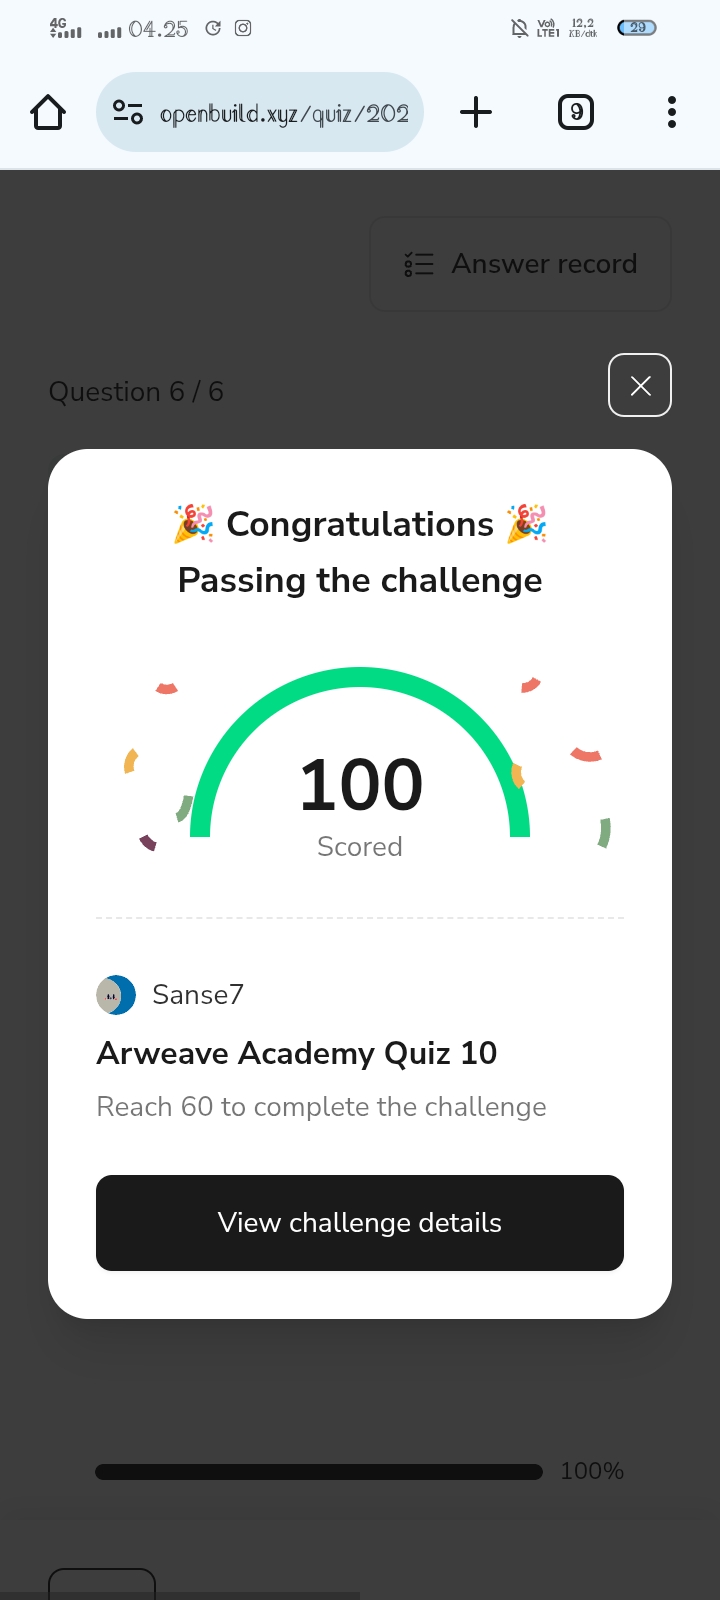 4G 04.25 Vo) LTE1 12,2 KB/dtk 29
openbuild.xyz/quiz/202 9
Answer record
Question 6 / 6
🎉 Congratulations 🎉
Passing the challenge
100
Scored
Sanse7
Arweave Academy Quiz 10
Reach 60 to complete the challenge
View challenge details
100%